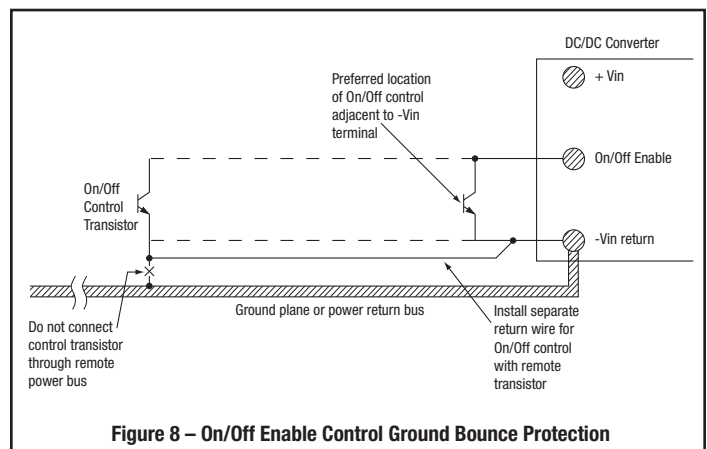 DC/DC Converter
+ Vin
Preferred location
of On/Off control
adjacent to -Vin
terminal
On/Off Enable
On/Off
Control
Transistor
-Vin return
Ground plane or power return bus
Do not connect
control transistor
through remote
power bus
Install separate
return wire for
On/Off control
with remote
transistor
Figure 8 – On/Off Enable Control Ground Bounce Protection